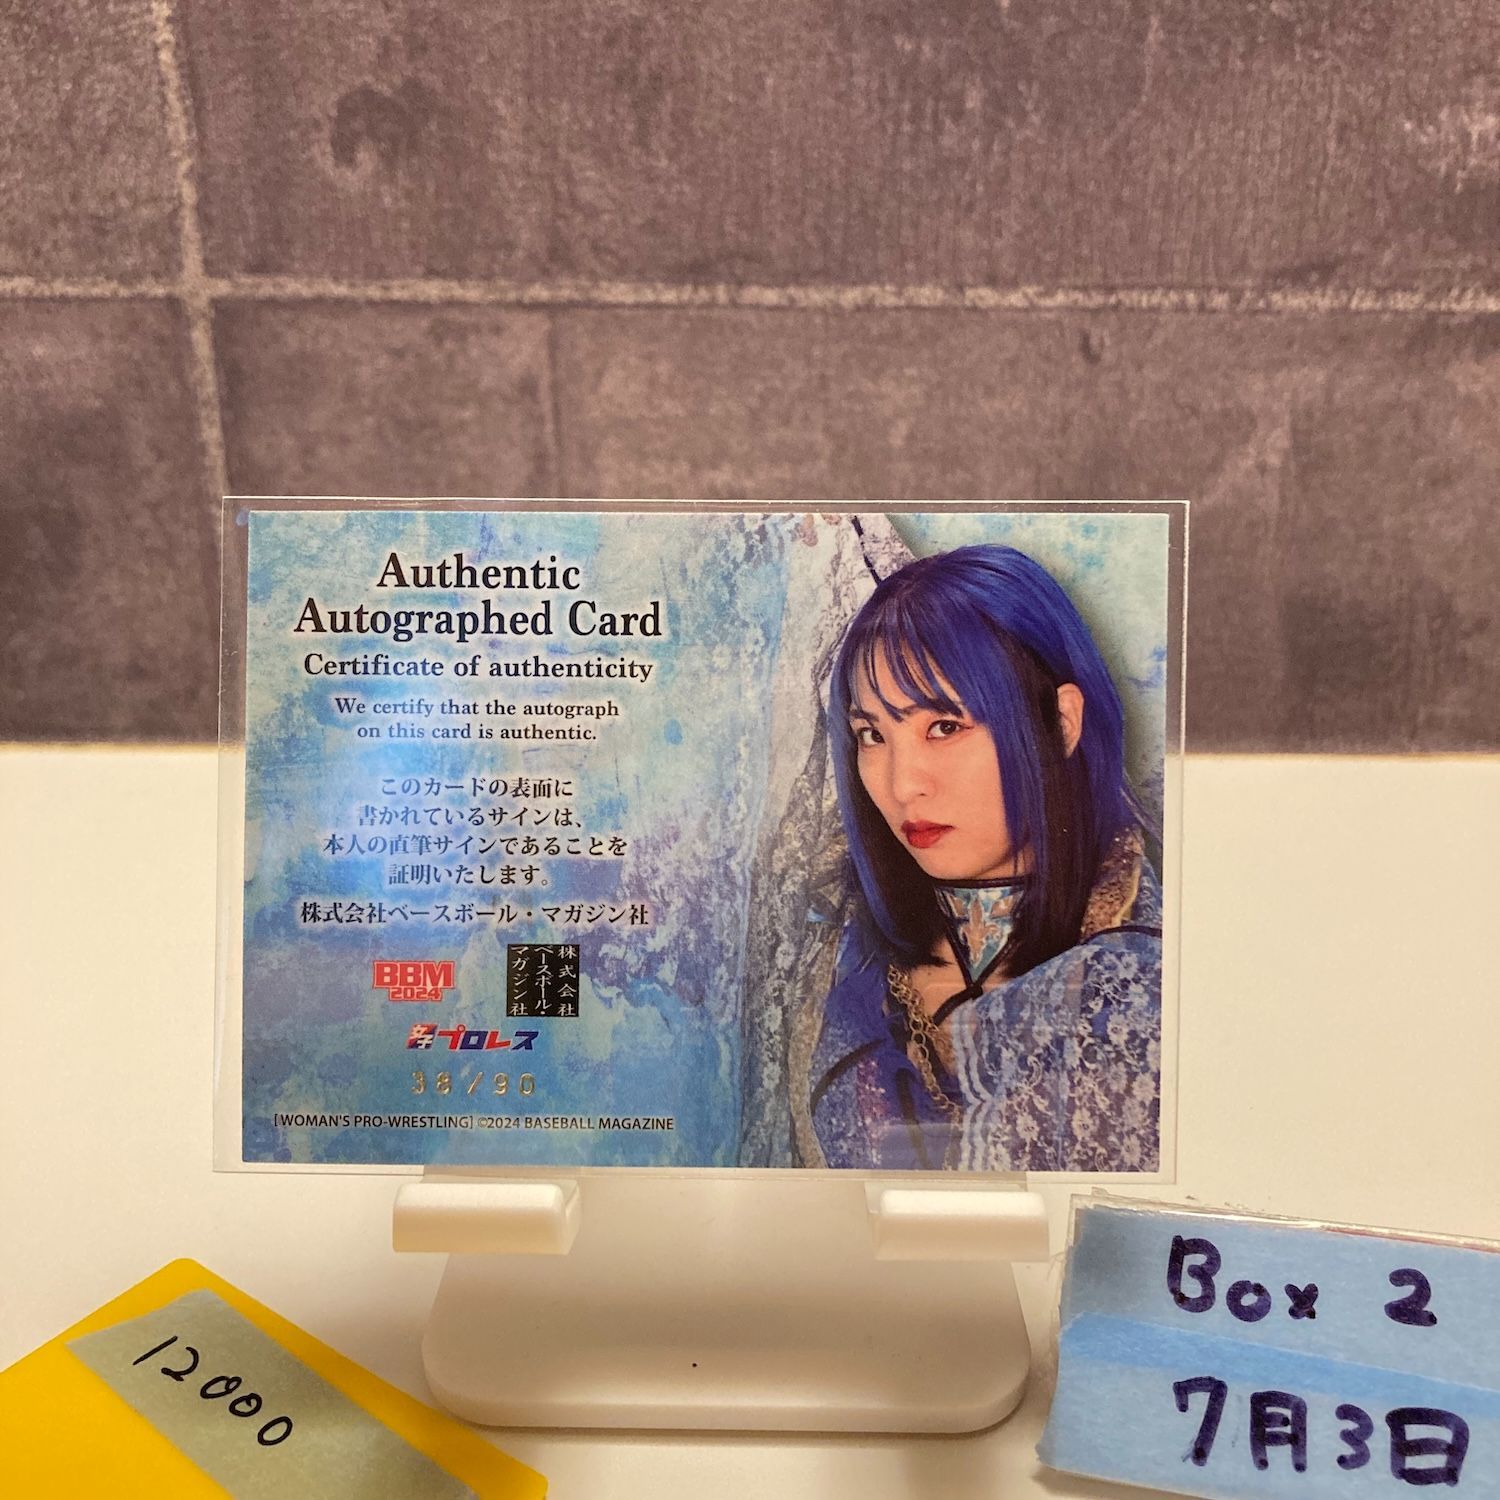 Authentic
Autographed Card
Certificate of authenticity
We certify that the autograph
on this card is authentic.
このカードの表面に
書かれているサインは、
本人の直筆サインであることを
証明いたします。
株式会社ベースボール・マガジン社
BBM
2024
株式会社
ベースボール・
マガジン社
女子プロレス
38/90
[WOMAN'S PRO-WRESTLING] ©2024 BASEBALL MAGAZINE
12000
Box 2
7月3日